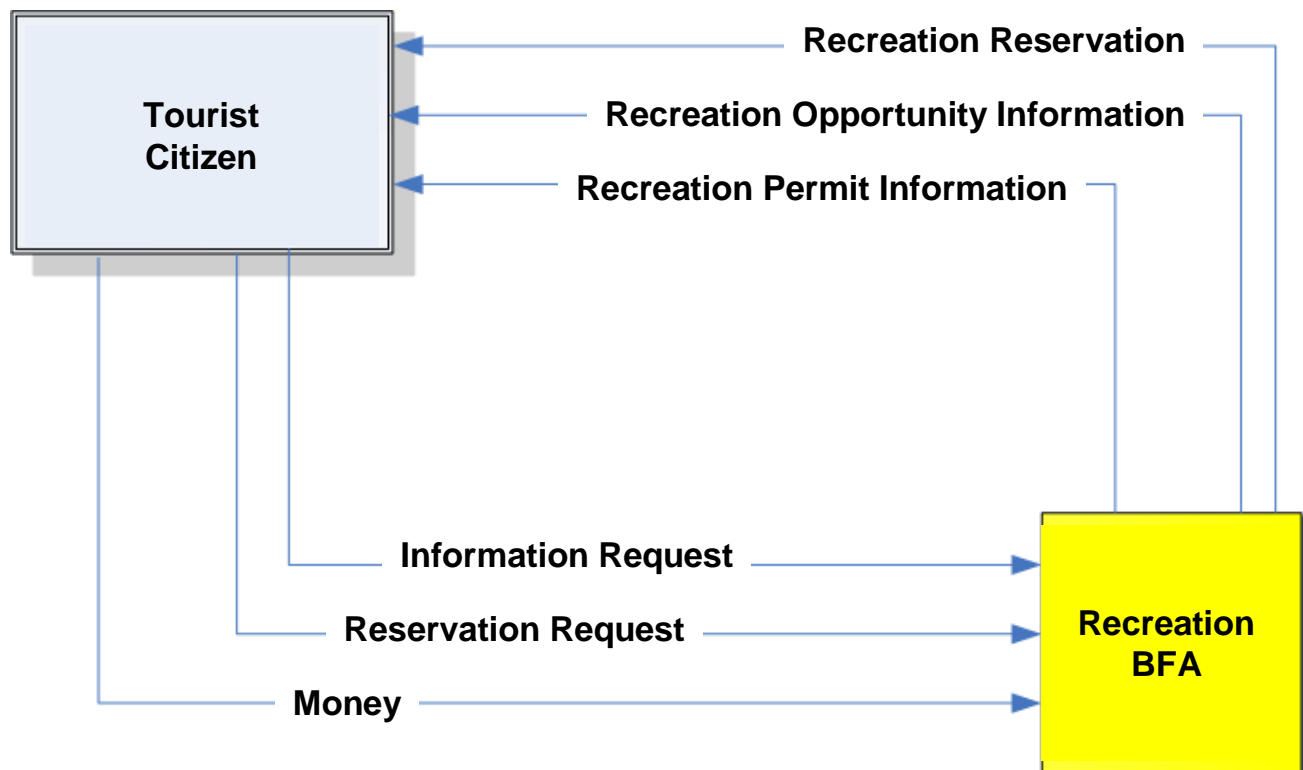 Recreation Reservation
Tourist
Citizen
Recreation Opportunity Information
Recreation Permit Information
Information Request
Reservation Request
Money
Recreation
BFA